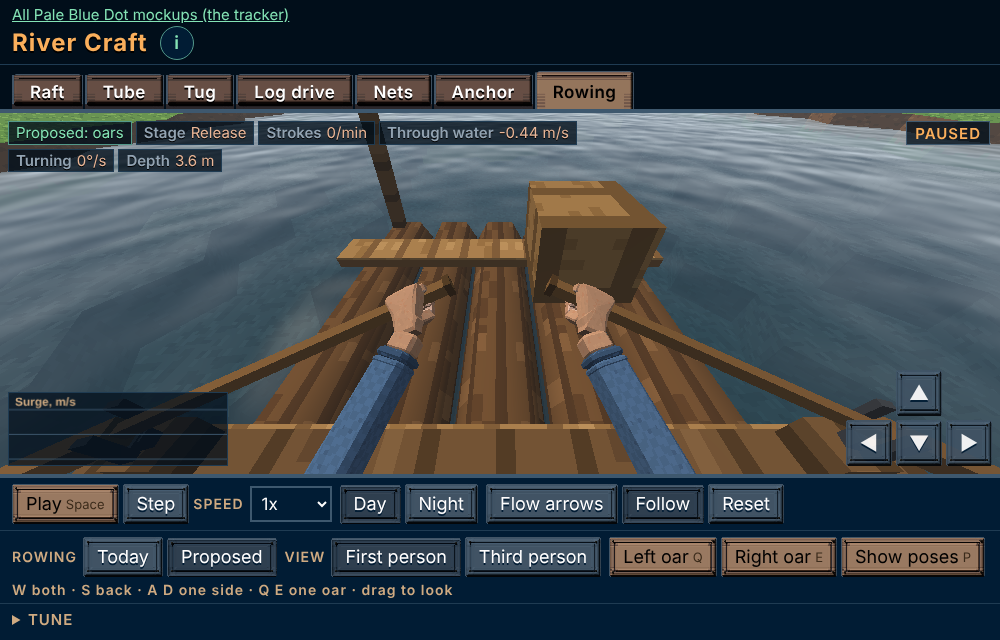 All Pale Blue Dot mockups (the tracker)
River Craft i
Raft Tube Tug Log drive Nets Anchor Rowing
Proposed: oars Stage Release Strokes 0/min Through water -0.44 m/s PAUSED
Turning 0°/s Depth 3.6 m
Surge, m/s
Play Space Step SPEED 1x Day Night Flow arrows Follow Reset
ROWING Today Proposed VIEW First person Third person Left oar Q Right oar E Show poses P
W both · S back · A D one side · Q E one oar · drag to look
TUNE